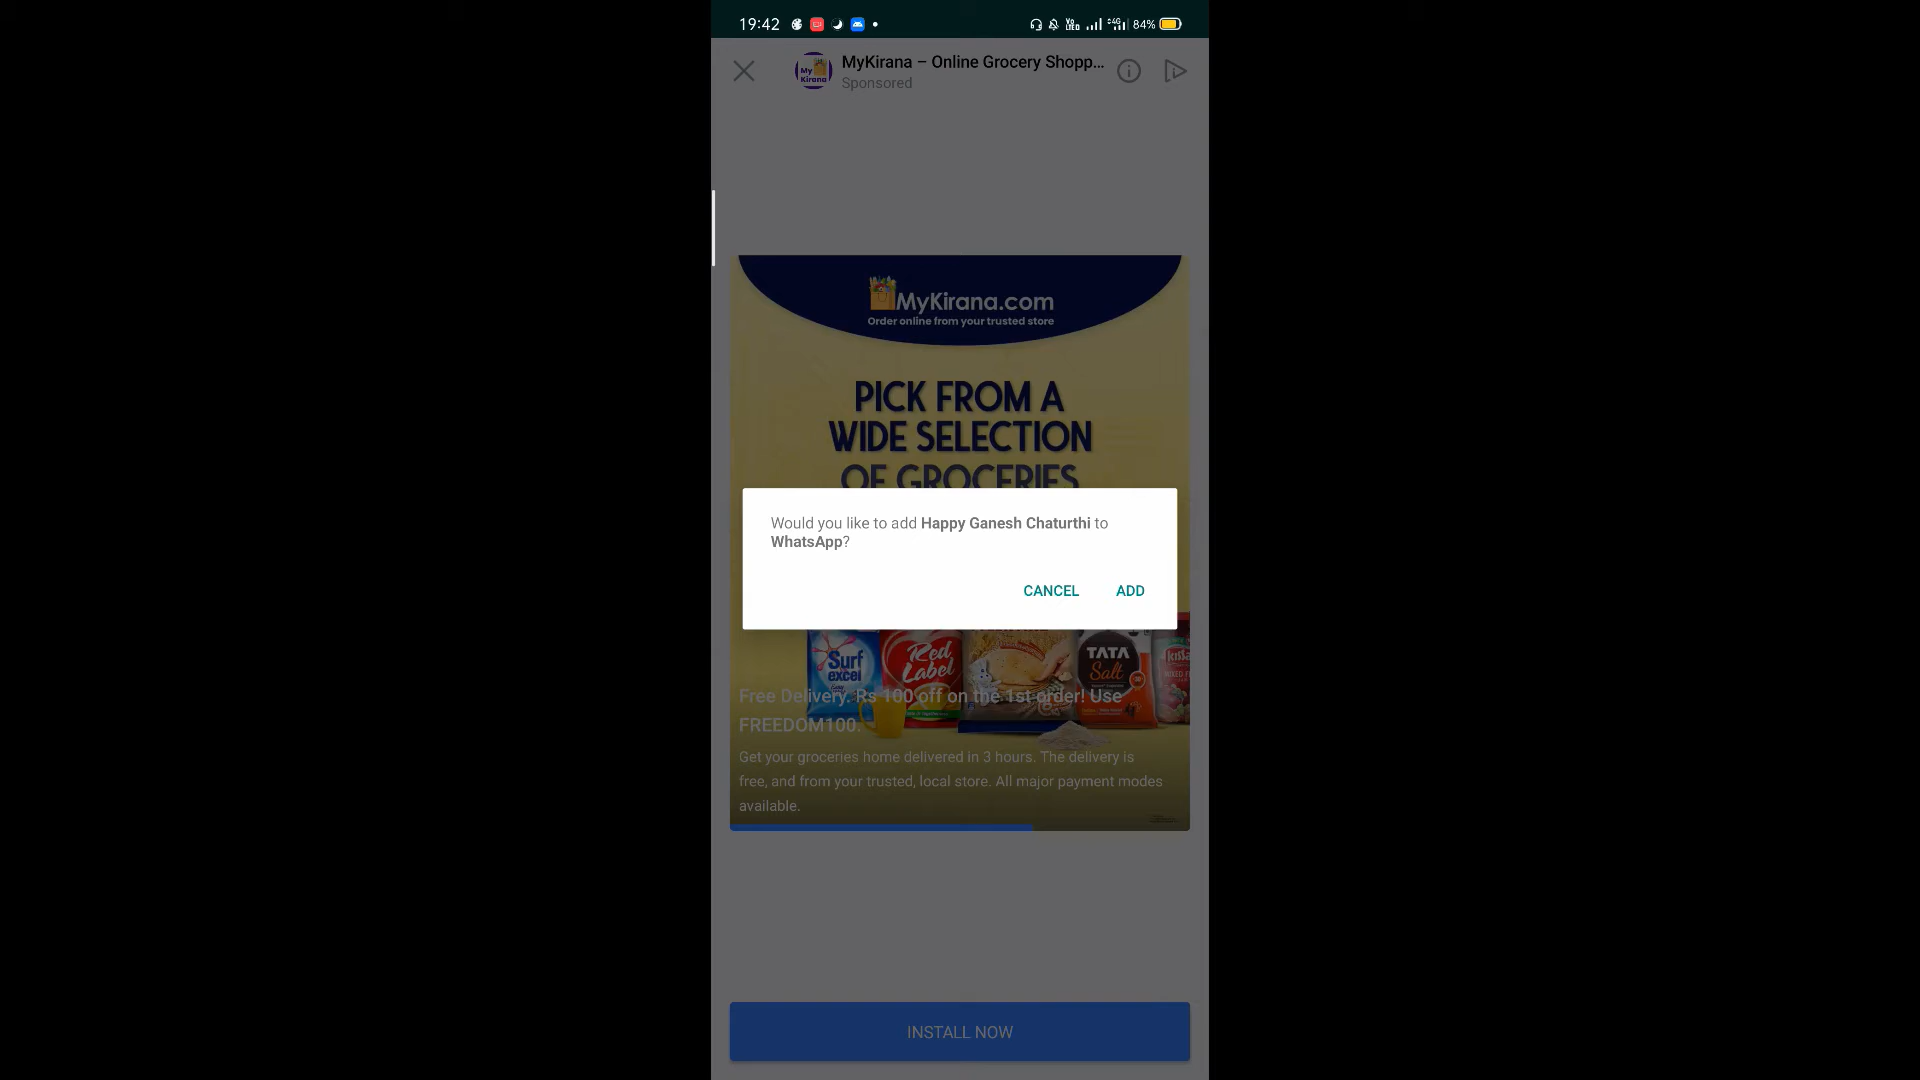 19:42
84%
MyKirana – Online Grocery Shopp...
Sponsored
My
Kirana
MyKirana.com
Order online from your trusted store
PICK FROM A
WIDE SELECTION
OF GROCERIES
Would you like to add Happy Ganesh Chaturthi to
WhatsApp?
CANCEL ADD
Surf
excel
Red
Label
TATA
Salt
Kissan
Free Delivery. Rs 100 off on the 1st order! Use
FREEDOM100.
Get your groceries home delivered in 3 hours. The delivery is
free, and from your trusted, local store. All major payment modes
available.
INSTALL NOW